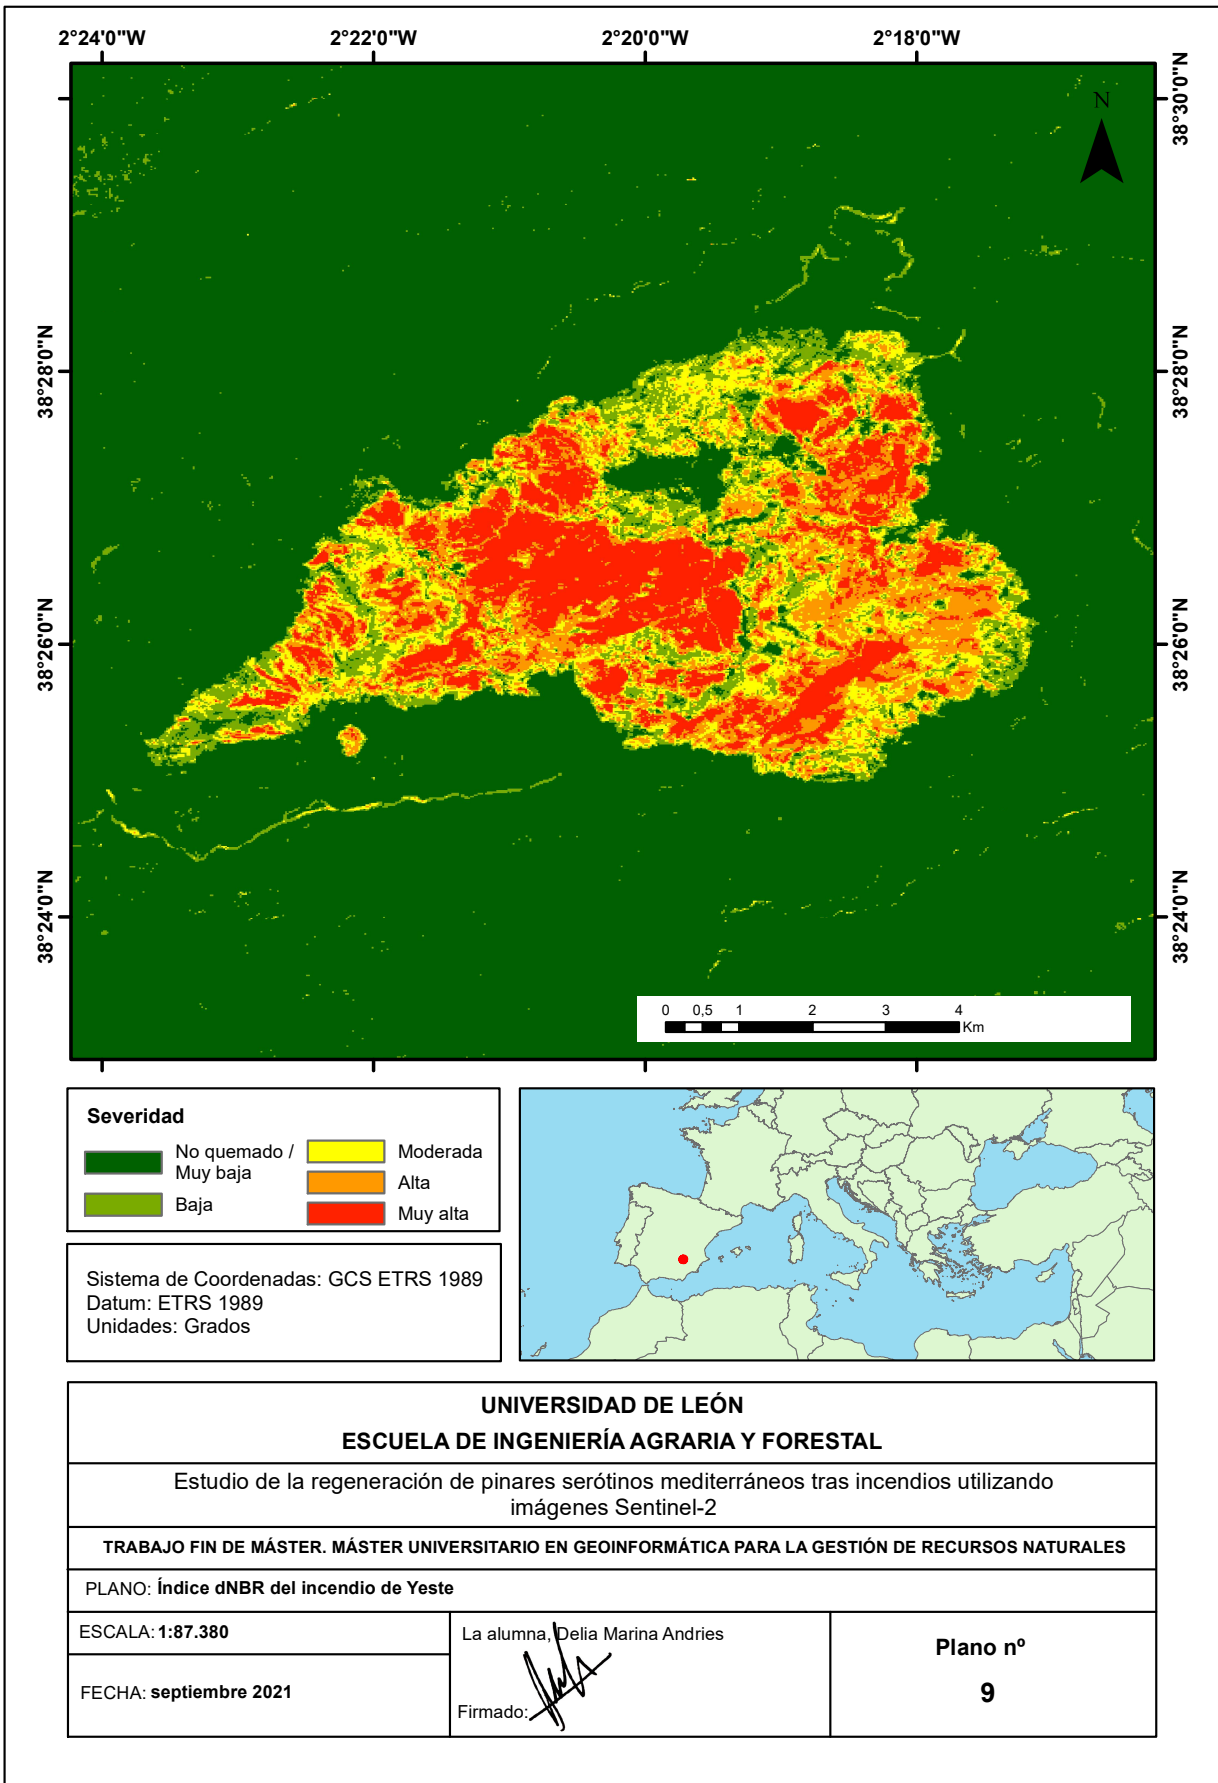 2°24'0"W 2°22'0"W 2°20'0"W 2°18'0"W
38°30'0"N
N
38°28'0"N
38°28'0"N
38°26'0"N
38°26'0"N
38°24'0"N
38°24'0"N
0 0,5 1 2 3 4
Km
Severidad
No quemado /
Muy baja
Baja
Moderada
Alta
Muy alta
Sistema de Coordenadas: GCS ETRS 1989
Datum: ETRS 1989
Unidades: Grados
UNIVERSIDAD DE LEÓN
ESCUELA DE INGENIERÍA AGRARIA Y FORESTAL
Estudio de la regeneración de pinares serótinos mediterráneos tras incendios utilizando
imágenes Sentinel-2
TRABAJO FIN DE MÁSTER. MÁSTER UNIVERSITARIO EN GEOINFORMÁTICA PARA LA GESTIÓN DE RECURSOS NATURALES
PLANO: Índice dNBR del incendio de Yeste
ESCALA: 1:87.380
FECHA: septiembre 2021
La alumna, Delia Marina Andries
Firmado:
Plano nº
9